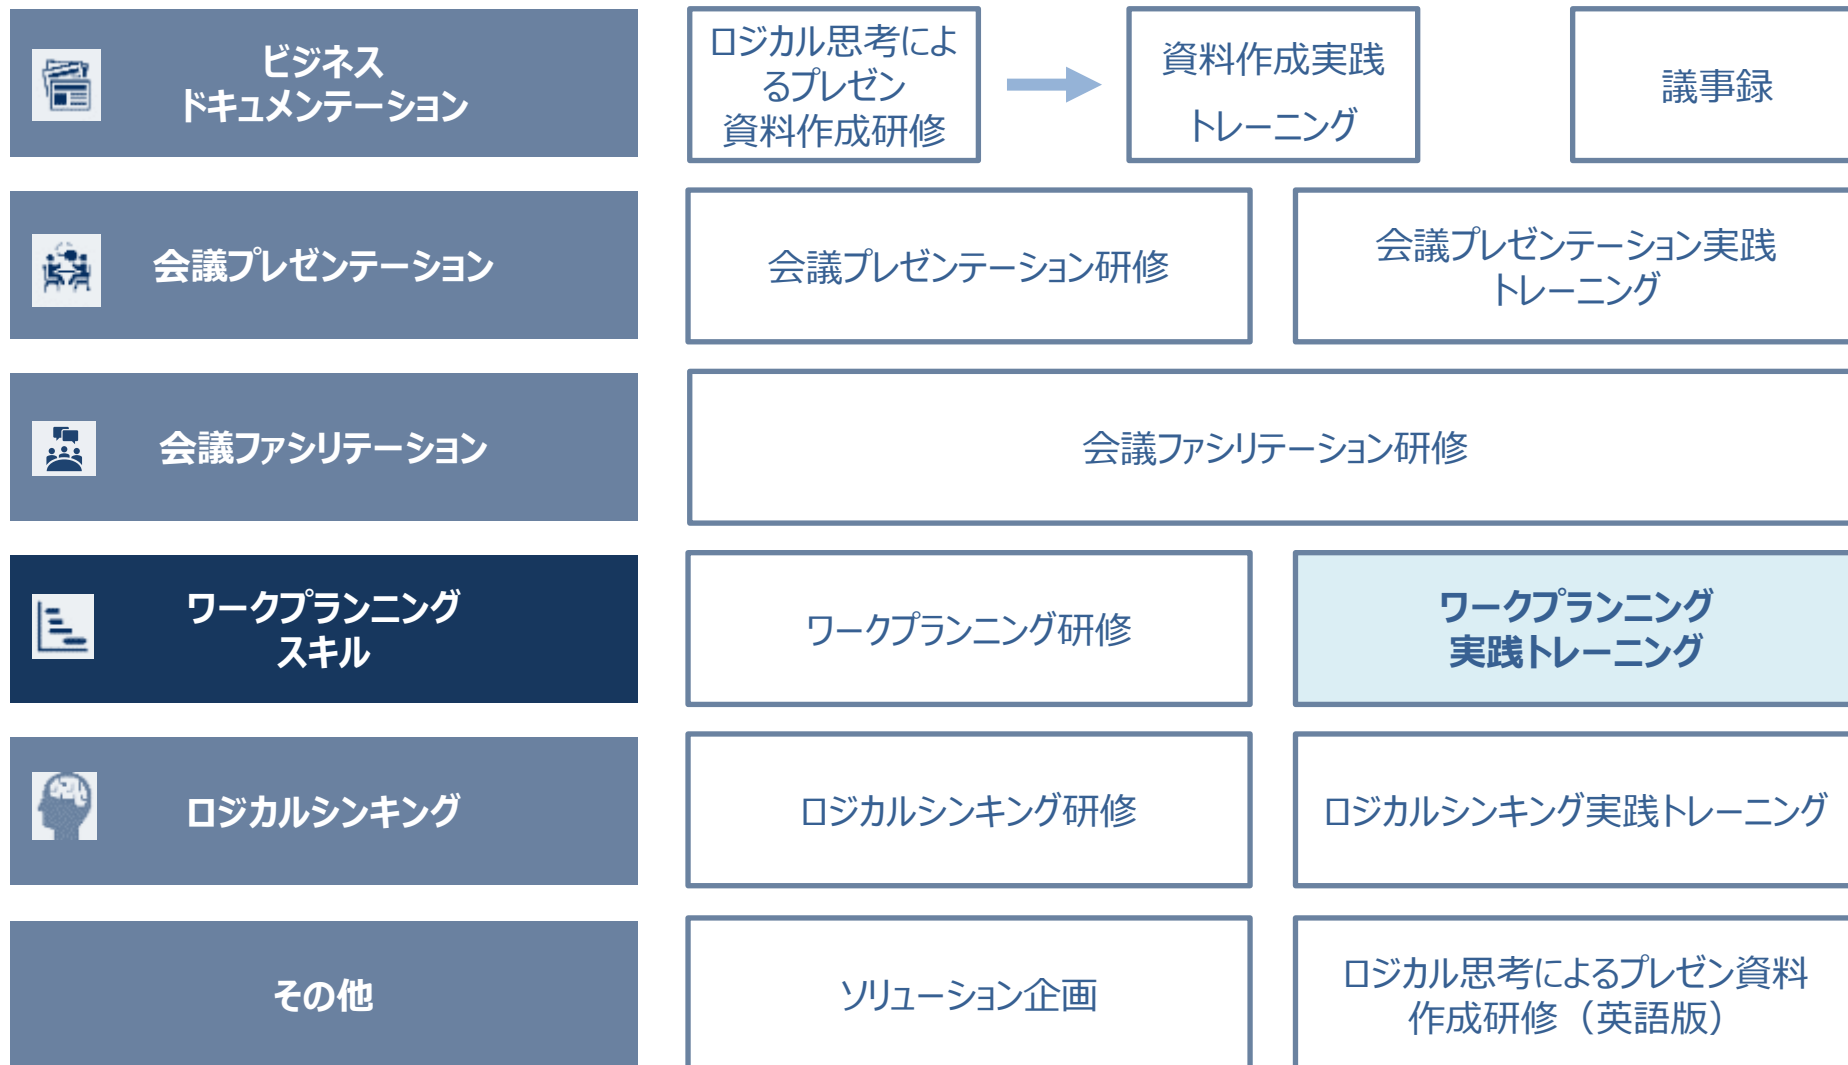 ビジネス
ドキュメンテーション
ロジカル思考によ
るプレゼン
資料作成研修
資料作成実践
トレーニング
議事録
会議プレゼンテーション
会議プレゼンテーション研修
会議プレゼンテーション実践
トレーニング
会議ファシリテーション
会議ファシリテーション研修
ワークプランニング
スキル
ワークプランニング研修
ワークプランニング
実践トレーニング
ロジカルシンキング
ロジカルシンキング研修
ロジカルシンキング実践トレーニング
その他
ソリューション企画
ロジカル思考によるプレゼン資料
作成研修（英語版）